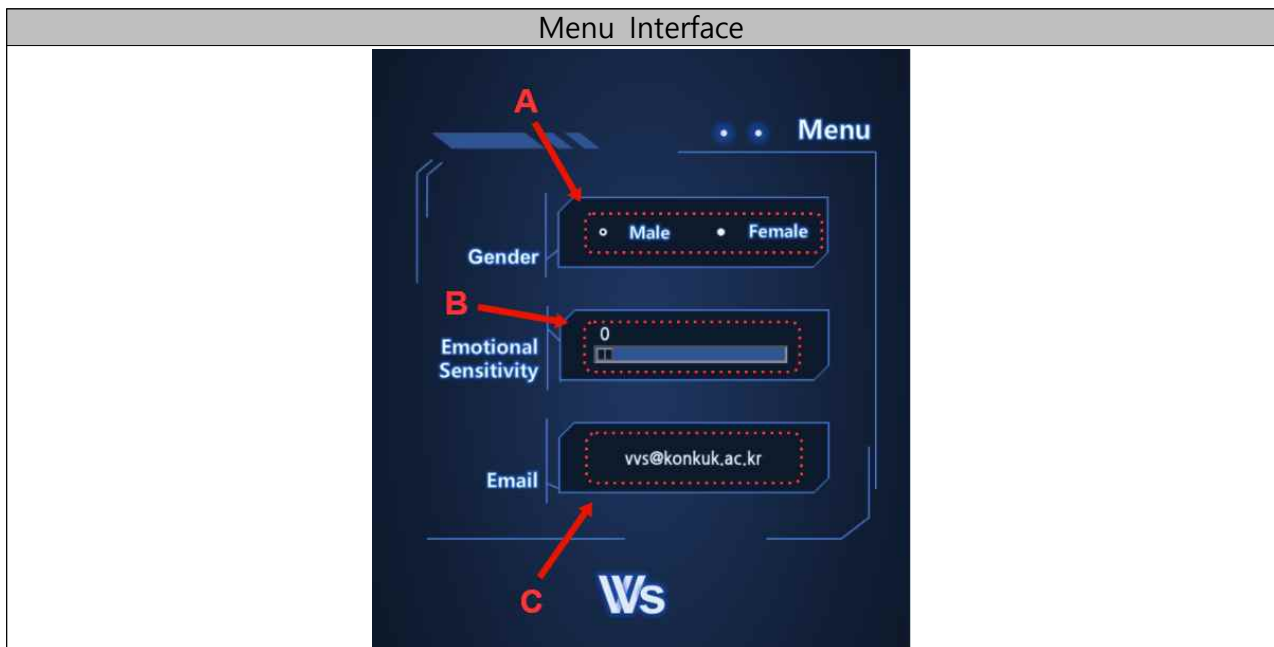 Menu Interface
A
Menu
Male Female
Gender
B
0
Emotional
Sensitivity
vvs@konkuk.ac.kr
Email
C
VVs